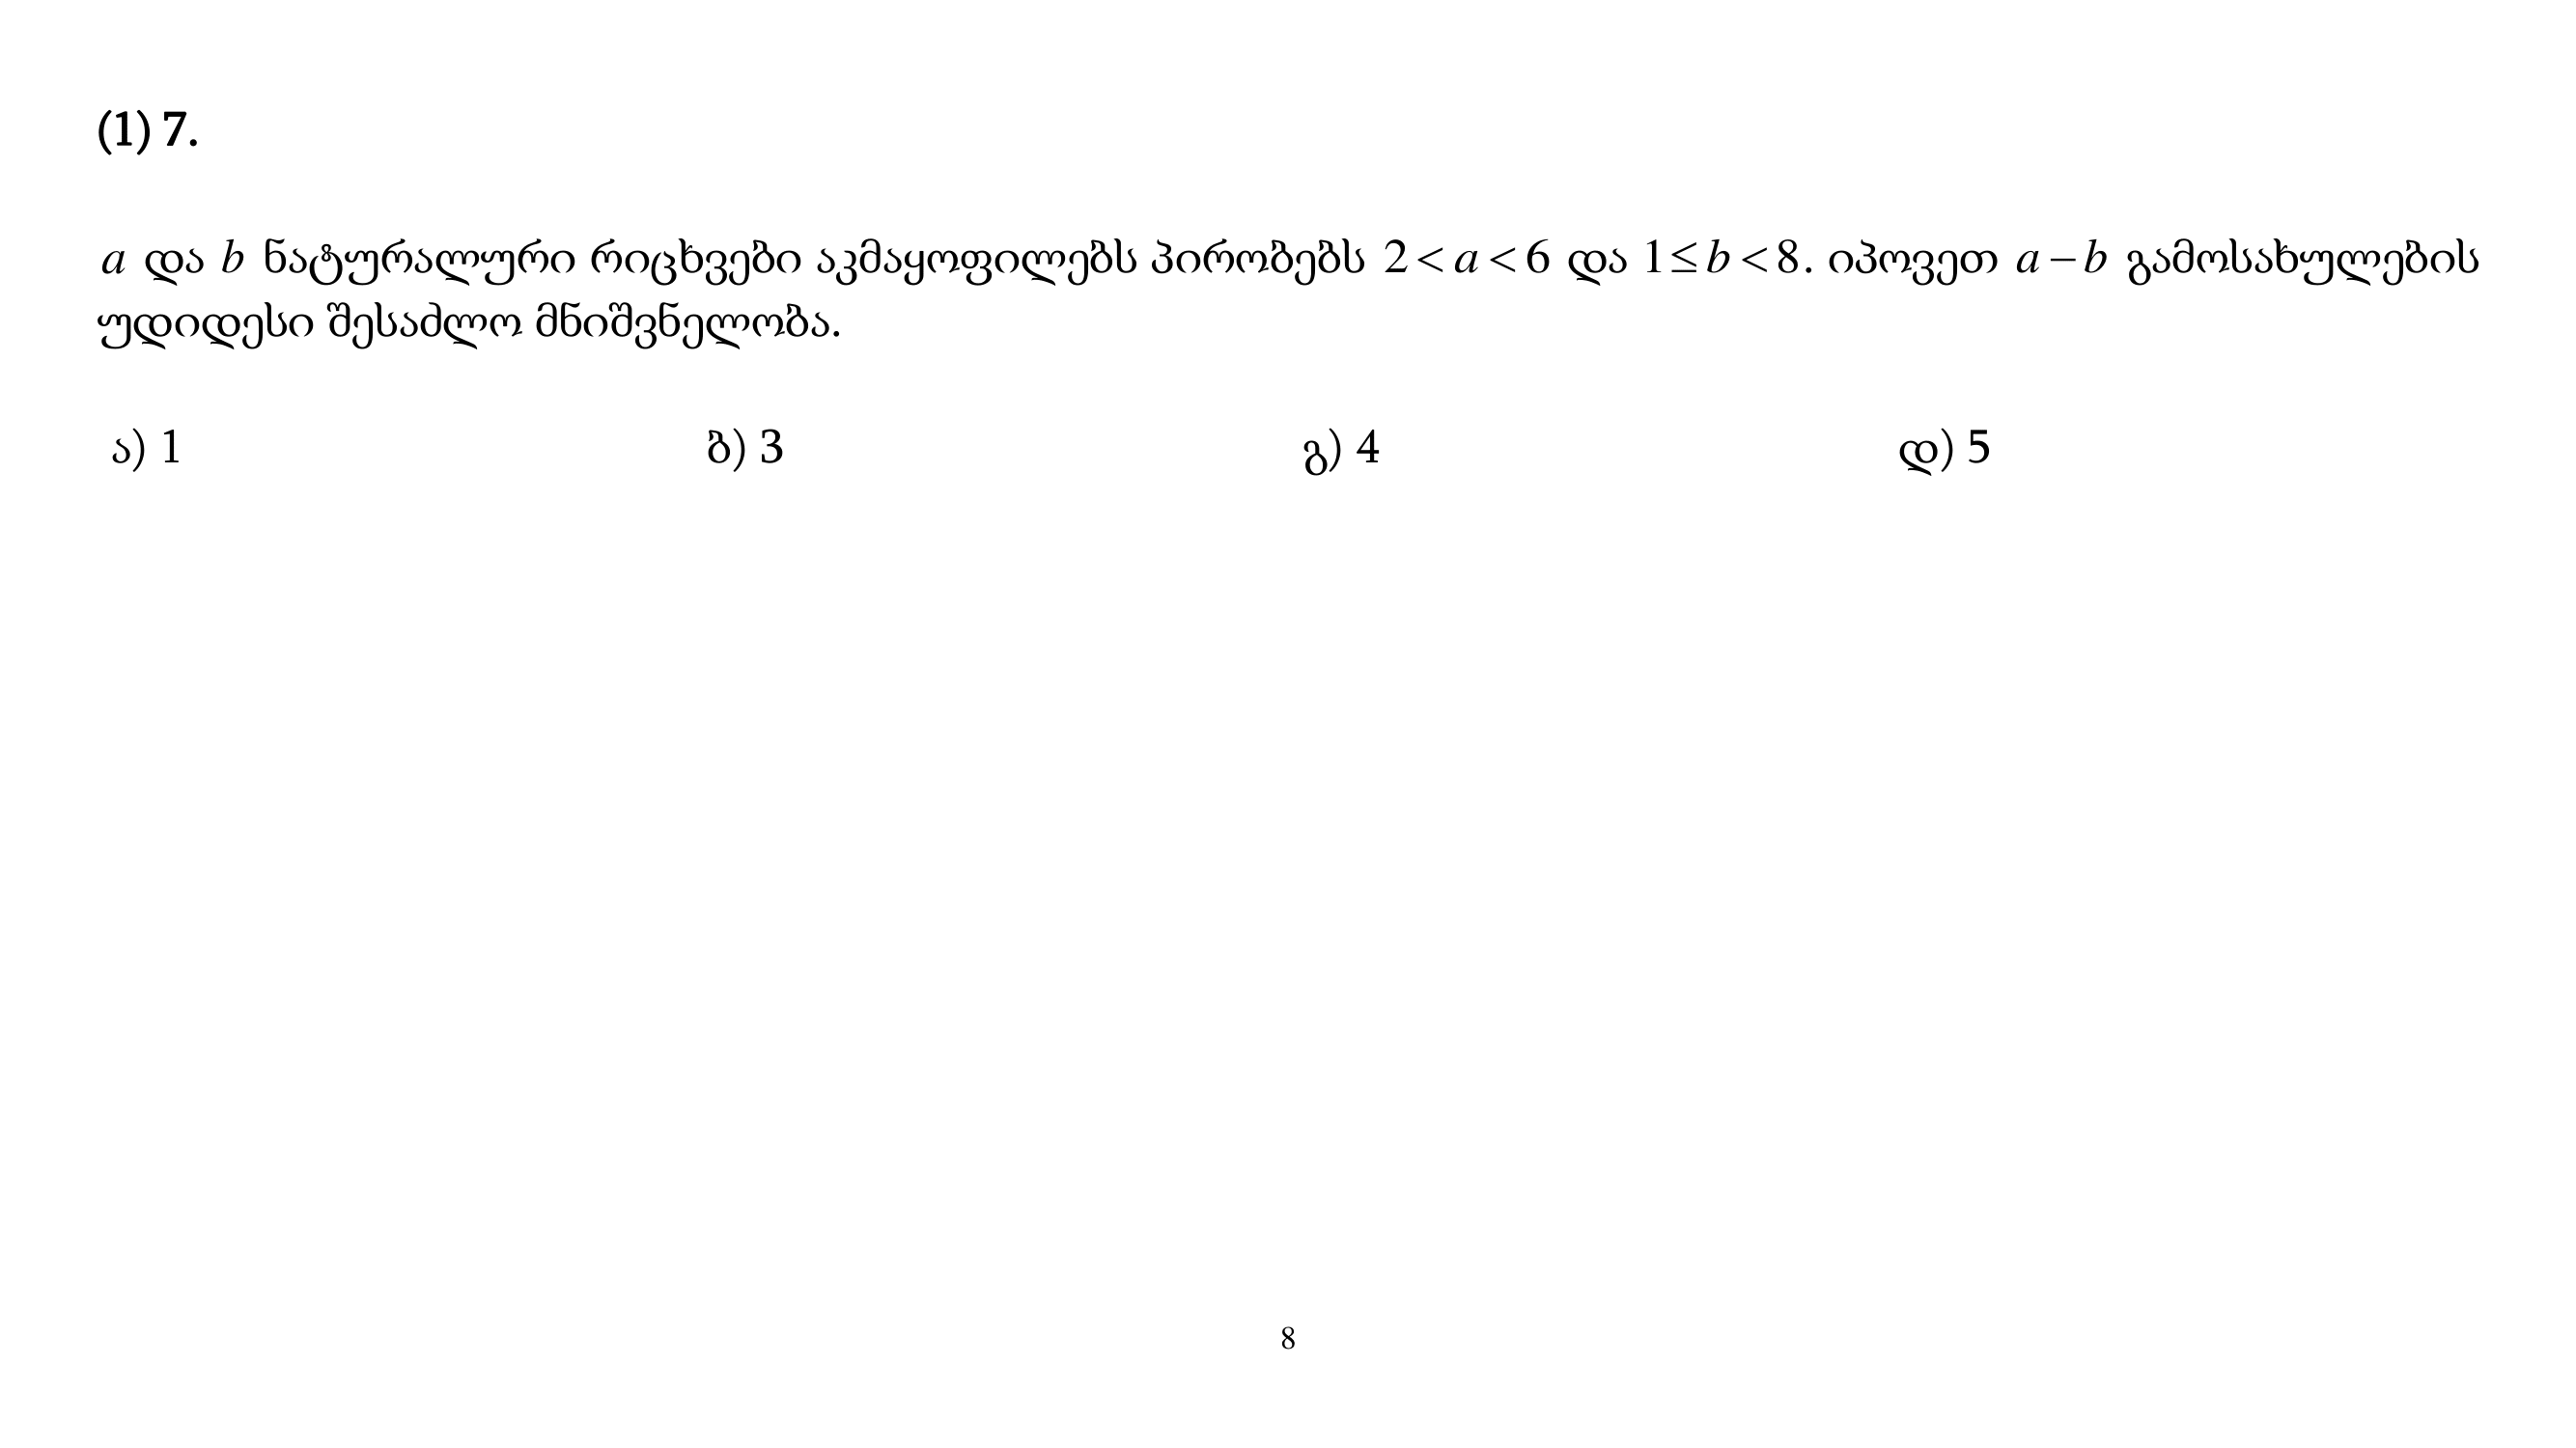 (1) 7.
a და b ნატურალური რიცხვები აკმაყოფილებს პირობებს 2 < a < 6 და 1 ≤ b < 8. იპოვეთ a − b გამოსახულების
უდიდესი შესაძლო მნიშვნელობა.
ა) 1 ბ) 3 გ) 4 დ) 5
8